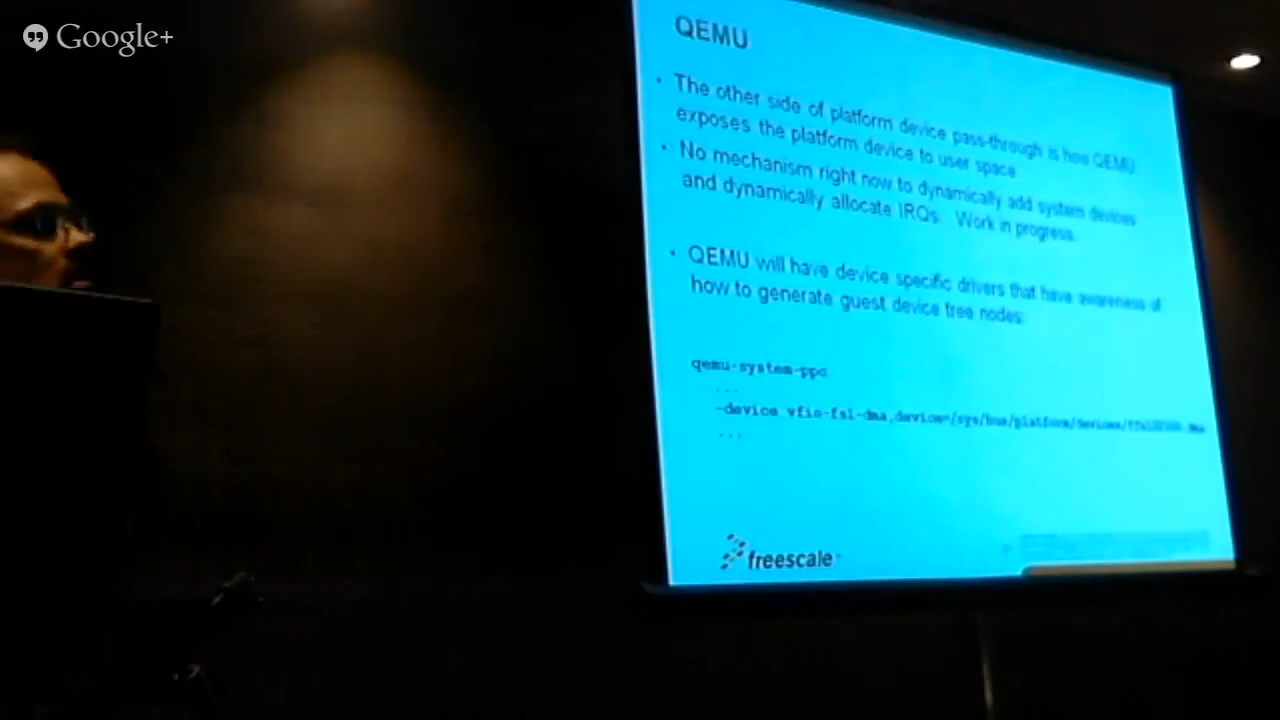 Google+
QEMU
• The other side of platform device pass-through is how QEMU
exposes the platform device to user space
• No mechanism right now to dynamically add system devices
and dynamically allocate IRQs. Work in progress.
• QEMU will have device specific drivers that have awareness of
how to generate guest device tree nodes:
qemu-system-ppc
...
-device vfio-fsl-dma,device=/sys/bus/platform/devices/
...
freescale